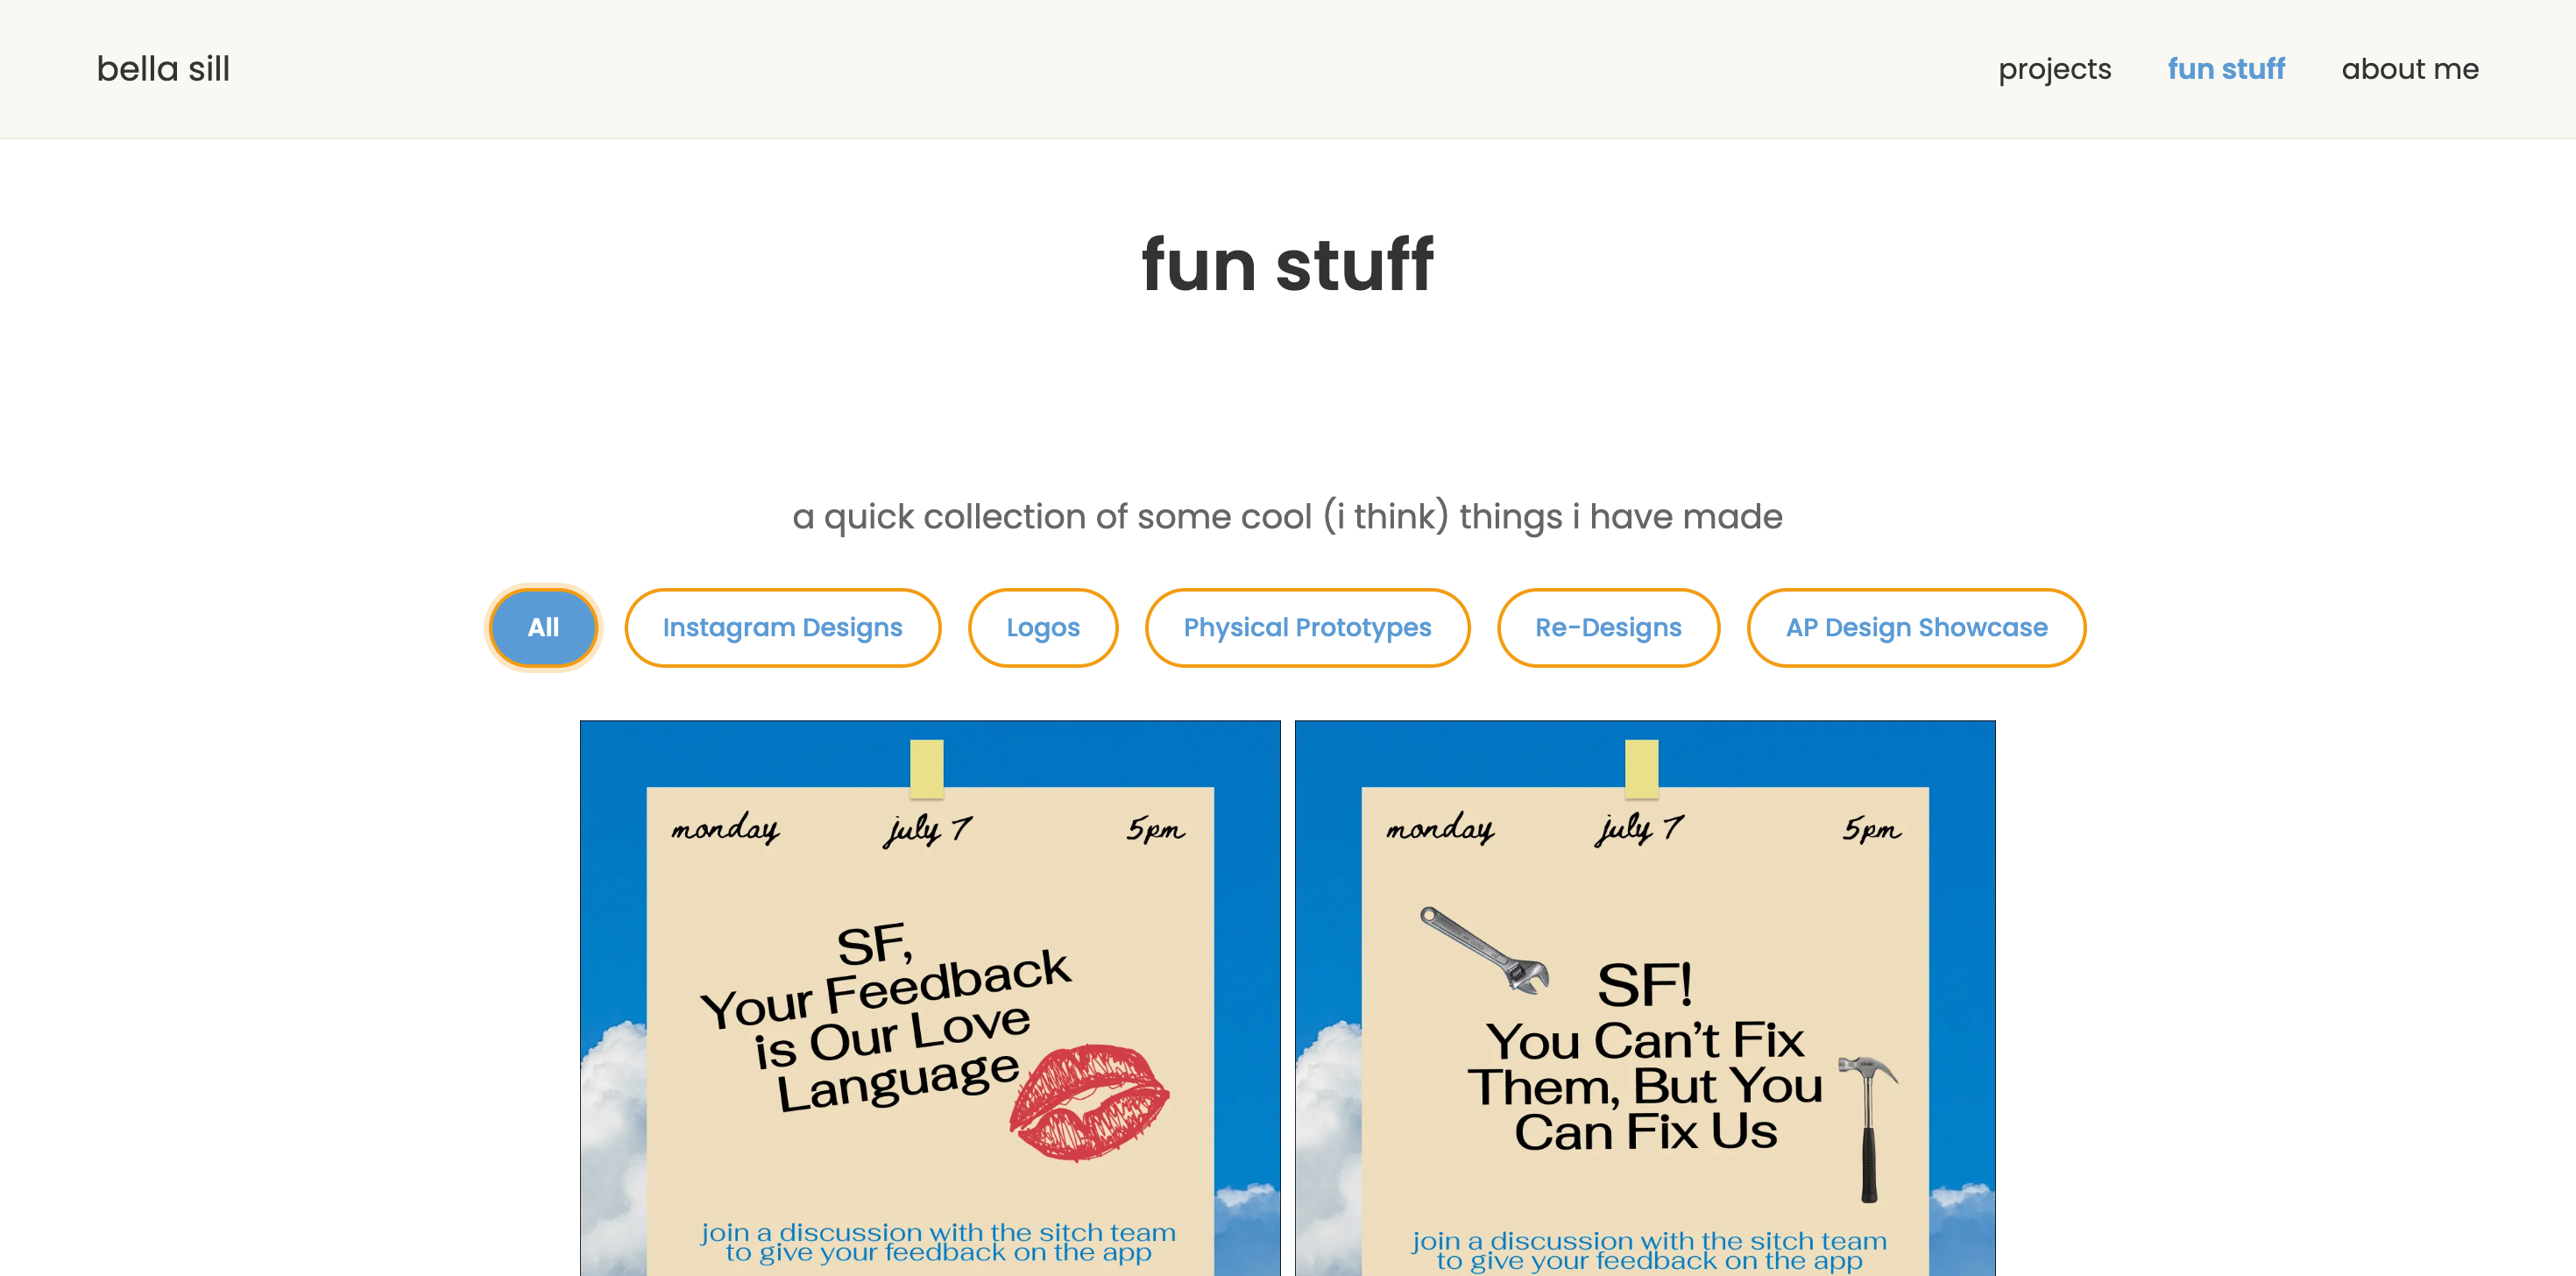 bella sill
projects
fun stuff
about me
fun stuff
a quick collection of some cool (i think) things i have made
All
Instagram Designs
Logos
Physical Prototypes
Re-Designs
AP Design Showcase
monday july 7 5pm
SF,
Your Feedback
is Our Love
Language
join a discussion with the sitch team
to give your feedback on the app
monday july 7 5pm
SF!
You Can't Fix
Them, But You
Can Fix Us
join a discussion with the sitch team
to give your feedback on the app